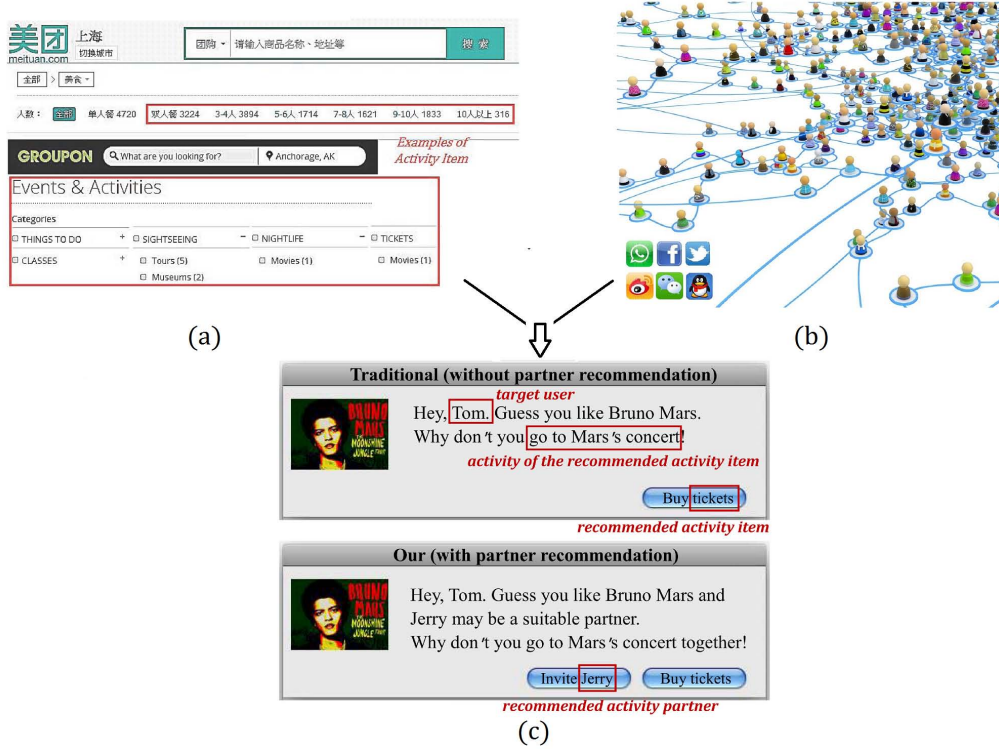 美团 上海
meituan.com 切换城市
团购 请输入商品名称、地址等 搜 索
全部 > 美食
人数： 全部 单人餐 4720 双人餐 3224 3-4人 3894 5-6人 1714 7-8人 1621 9-10人 1833 10人以上 316
Examples of
Activity Item
GROUPON What are you looking for? Anchorage, AK
Events & Activities
Categories
THINGS TO DO + SIGHTSEEING − NIGHTLIFE − TICKETS
CLASSES + Tours (5) Movies (1) Movies (1)
Museums (2)
(a)
(b)
Traditional (without partner recommendation)
target user
Hey, Tom. Guess you like Bruno Mars.
Why don't you go to Mars's concert!
activity of the recommended activity item
Buy tickets
recommended activity item
BRUNO
MARS
THE
MOONSHINE
JUNGLE TOUR
Our (with partner recommendation)
Hey, Tom. Guess you like Bruno Mars and
Jerry may be a suitable partner.
Why don't you go to Mars's concert together!
BRUNO
MARS
THE
MOONSHINE
JUNGLE TOUR
Invite Jerry Buy tickets
recommended activity partner
(c)